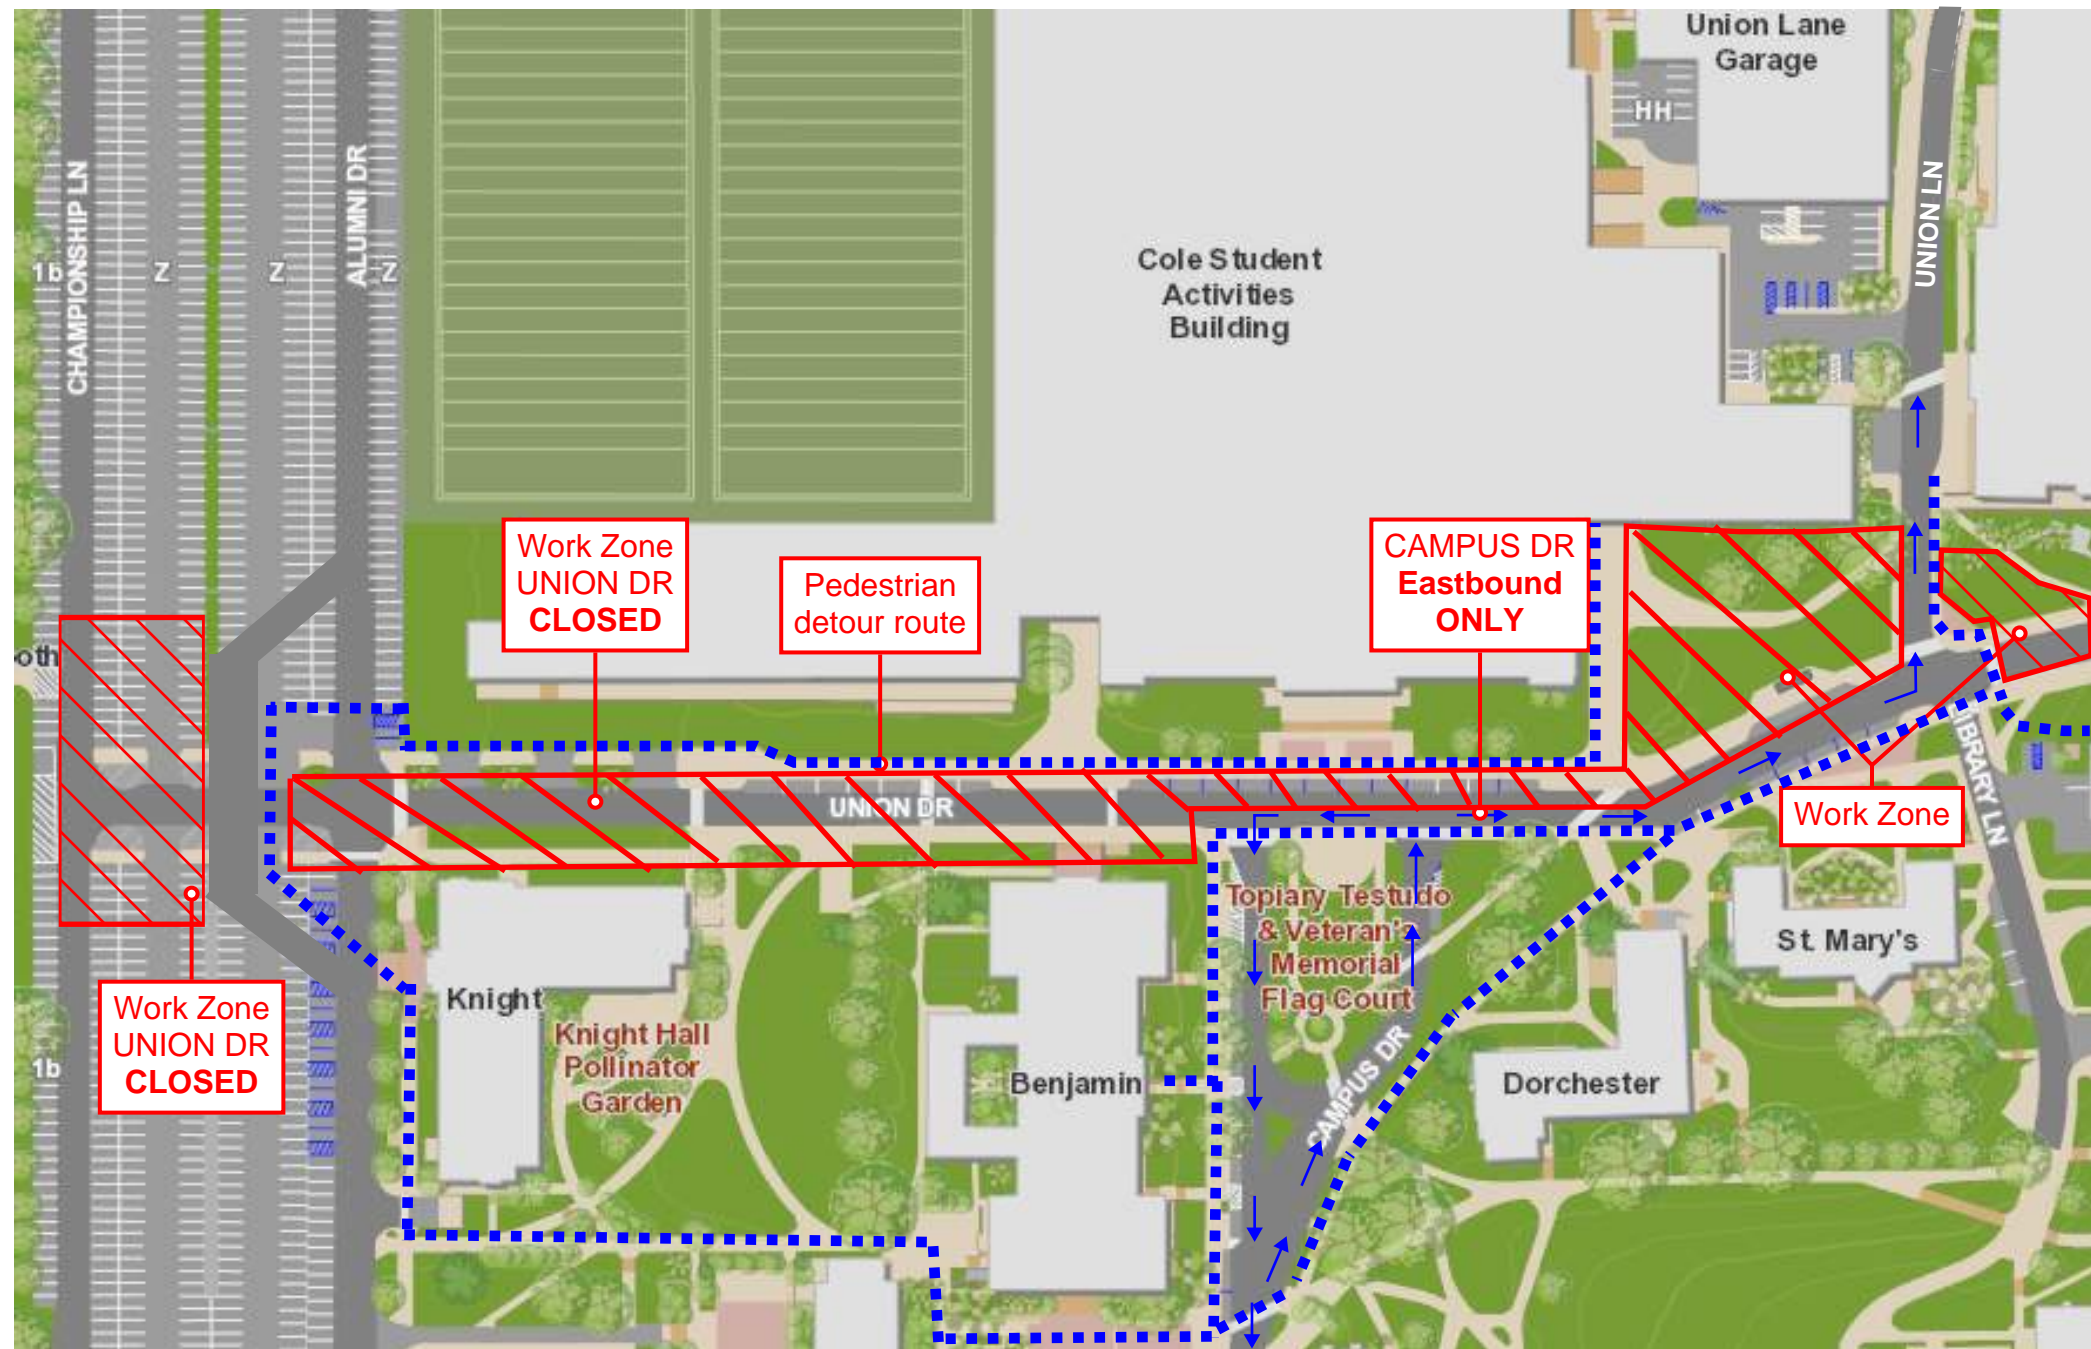 Union Lane
Garage
HH
UNION LN
CHAMPIONSHIP LN
ALUMNI DR
1b
Z
Z
Z
Cole Student
Activities
Building
Work Zone
UNION DR
CLOSED
Pedestrian
detour route
CAMPUS DR
Eastbound
ONLY
oth
UNION DR
Work Zone
LIBRARY LN
Topiary Testudo
& Veteran's
Memorial
Flag Court
St. Mary's
Knight
Knight Hall
Pollinator
Garden
Work Zone
UNION DR
CLOSED
1b
Benjamin
CAMPUS DR
Dorchester